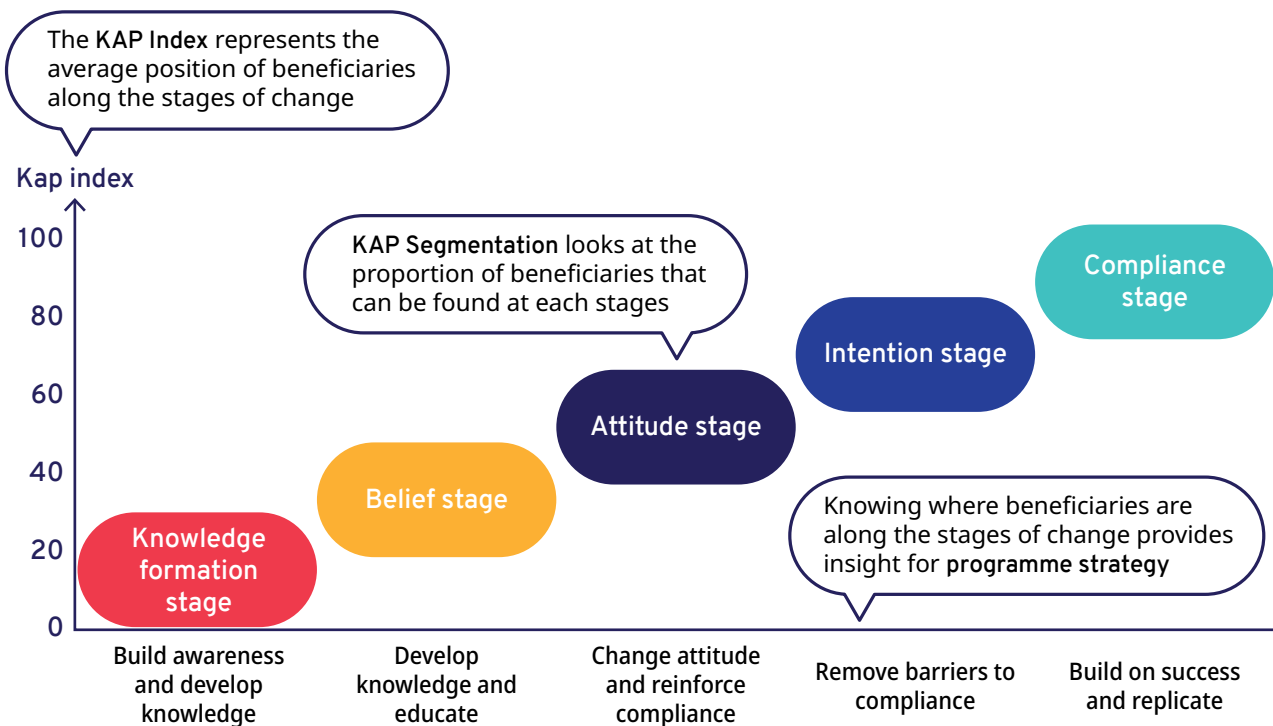 The KAP Index represents the
average position of beneficiaries
along the stages of change
Kap index
100
80
60
40
20
0
KAP Segmentation looks at the
proportion of beneficiaries that
can be found at each stages
Compliance
stage
Intention stage
Attitude stage
Belief stage
Knowledge
formation
stage
Knowing where beneficiaries are
along the stages of change provides
insight for programme strategy
Build awareness
and develop
knowledge
Develop
knowledge and
educate
Change attitude
and reinforce
compliance
Remove barriers to
compliance
Build on success
and replicate